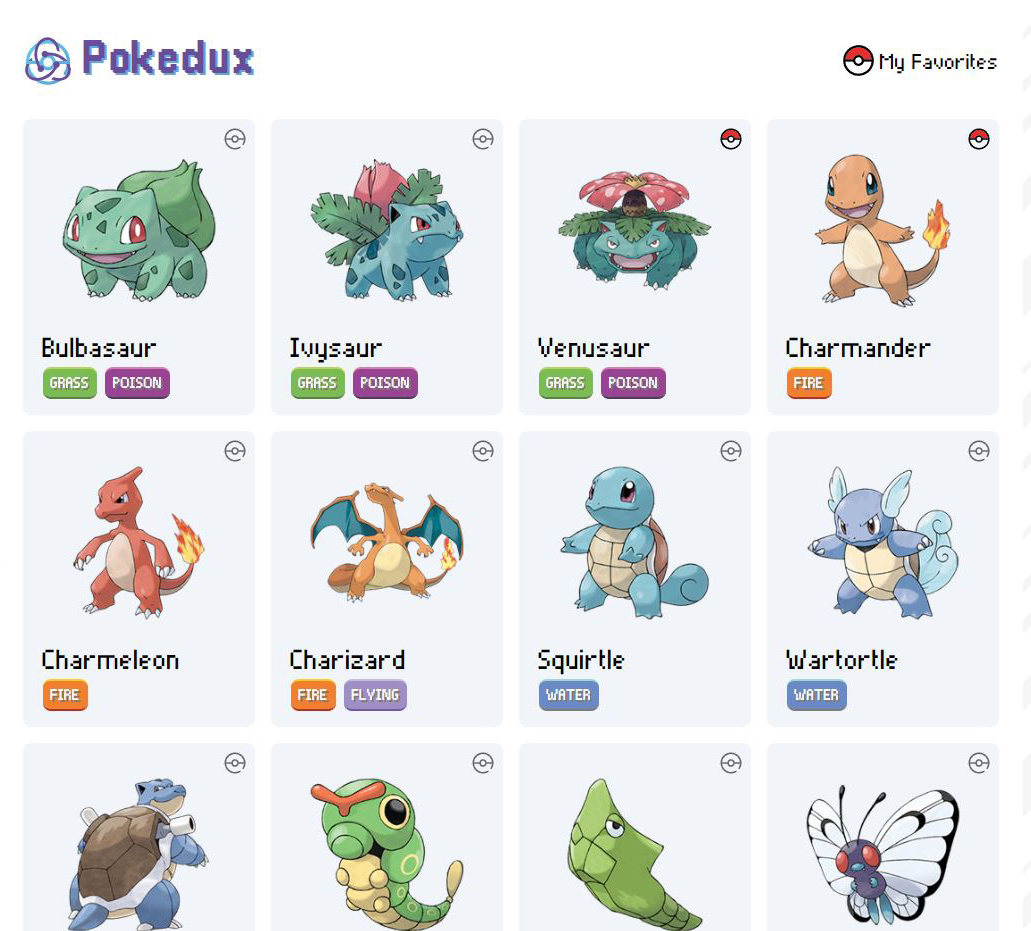 Pokedux
My Favorites
Bulbasaur
GRASS POISON
Ivysaur
GRASS POISON
Venusaur
GRASS POISON
Charmander
FIRE
Charmeleon
FIRE
Charizard
FIRE FLYING
Squirtle
WATER
Wartortle
WATER